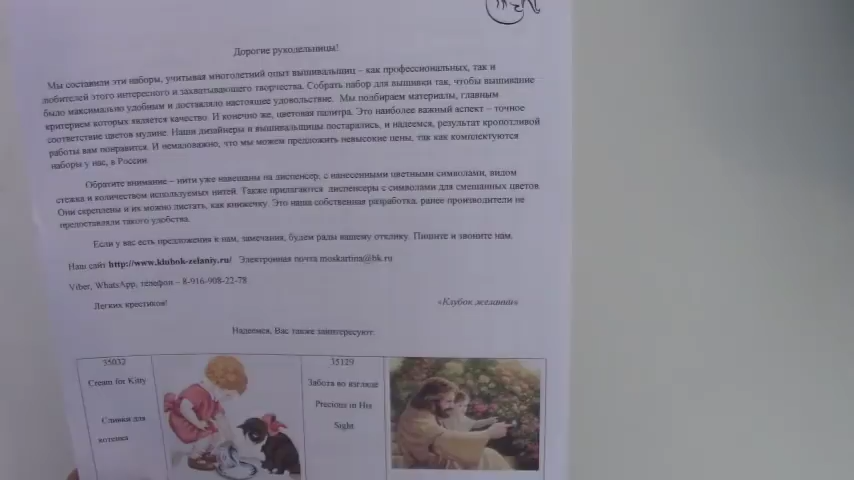 Дорогие рукодельницы!
Мы составили эти наборы, учитывая многолетний опыт вышивальщиц – как профессиональных, так и
любителей этого интересного и захватывающего творчества. Собрать набор для вышивки так, чтобы вышивание
было максимально удобным и доставляло настоящее удовольствие. Мы подбираем материалы, главным
критерием которых является качество. И конечно же, цветовая палитра. Это наиболее важный аспект – точное
соответствие цветов мулине. Наши дизайнеры и вышивальщицы постарались, и надеемся, результат кропотливой
работы вам понравится. И немаловажно, что мы можем предложить невысокие цены, так как комплектуются
наборы у нас, в России.
Обратите внимание – нити уже навешаны на диспенсер, с нанесенными цветными символами, видом
стежка и количеством используемых нитей. Также прилагаются диспенсеры с символами для смешанных цветов.
Они скреплены и их можно листать, как книжечку. Это наша собственная разработка, ранее производители не
предоставляли такого удобства.
Если у вас есть предложения к нам, замечания, будем рады вашему отклику. Пишите и звоните нам.
Наш сайт http://www.klubok-zelaniy.ru/ Электронная почта moskartina@bk.ru
Viber, WhatsApp, телефон – 8-916-908-22-78
Легких крестиков! «Клубок желаний»
Надеемся, Вас также заинтересуют:
35032 35129
Cream for Kitty Забота во взгляде
Сливки для Precious in His
котенка Sight